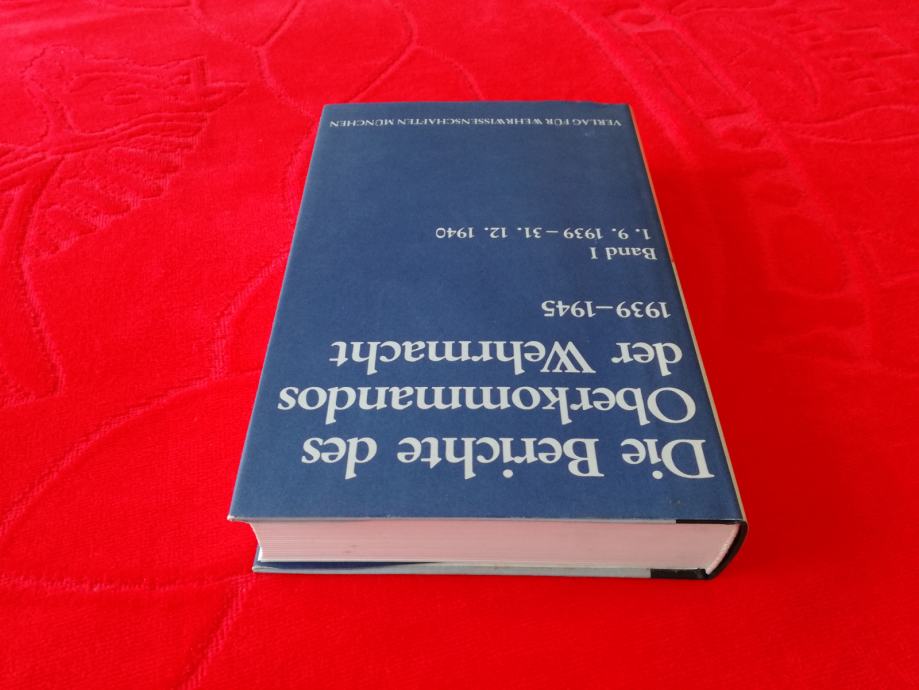 Die Berichte des
Oberkommandos
der Wehrmacht
1939–1945
Band I
1. 9. 1939 – 31. 12. 1940
VERLAG FÜR WEHRWISSENSCHAFTEN MÜNCHEN